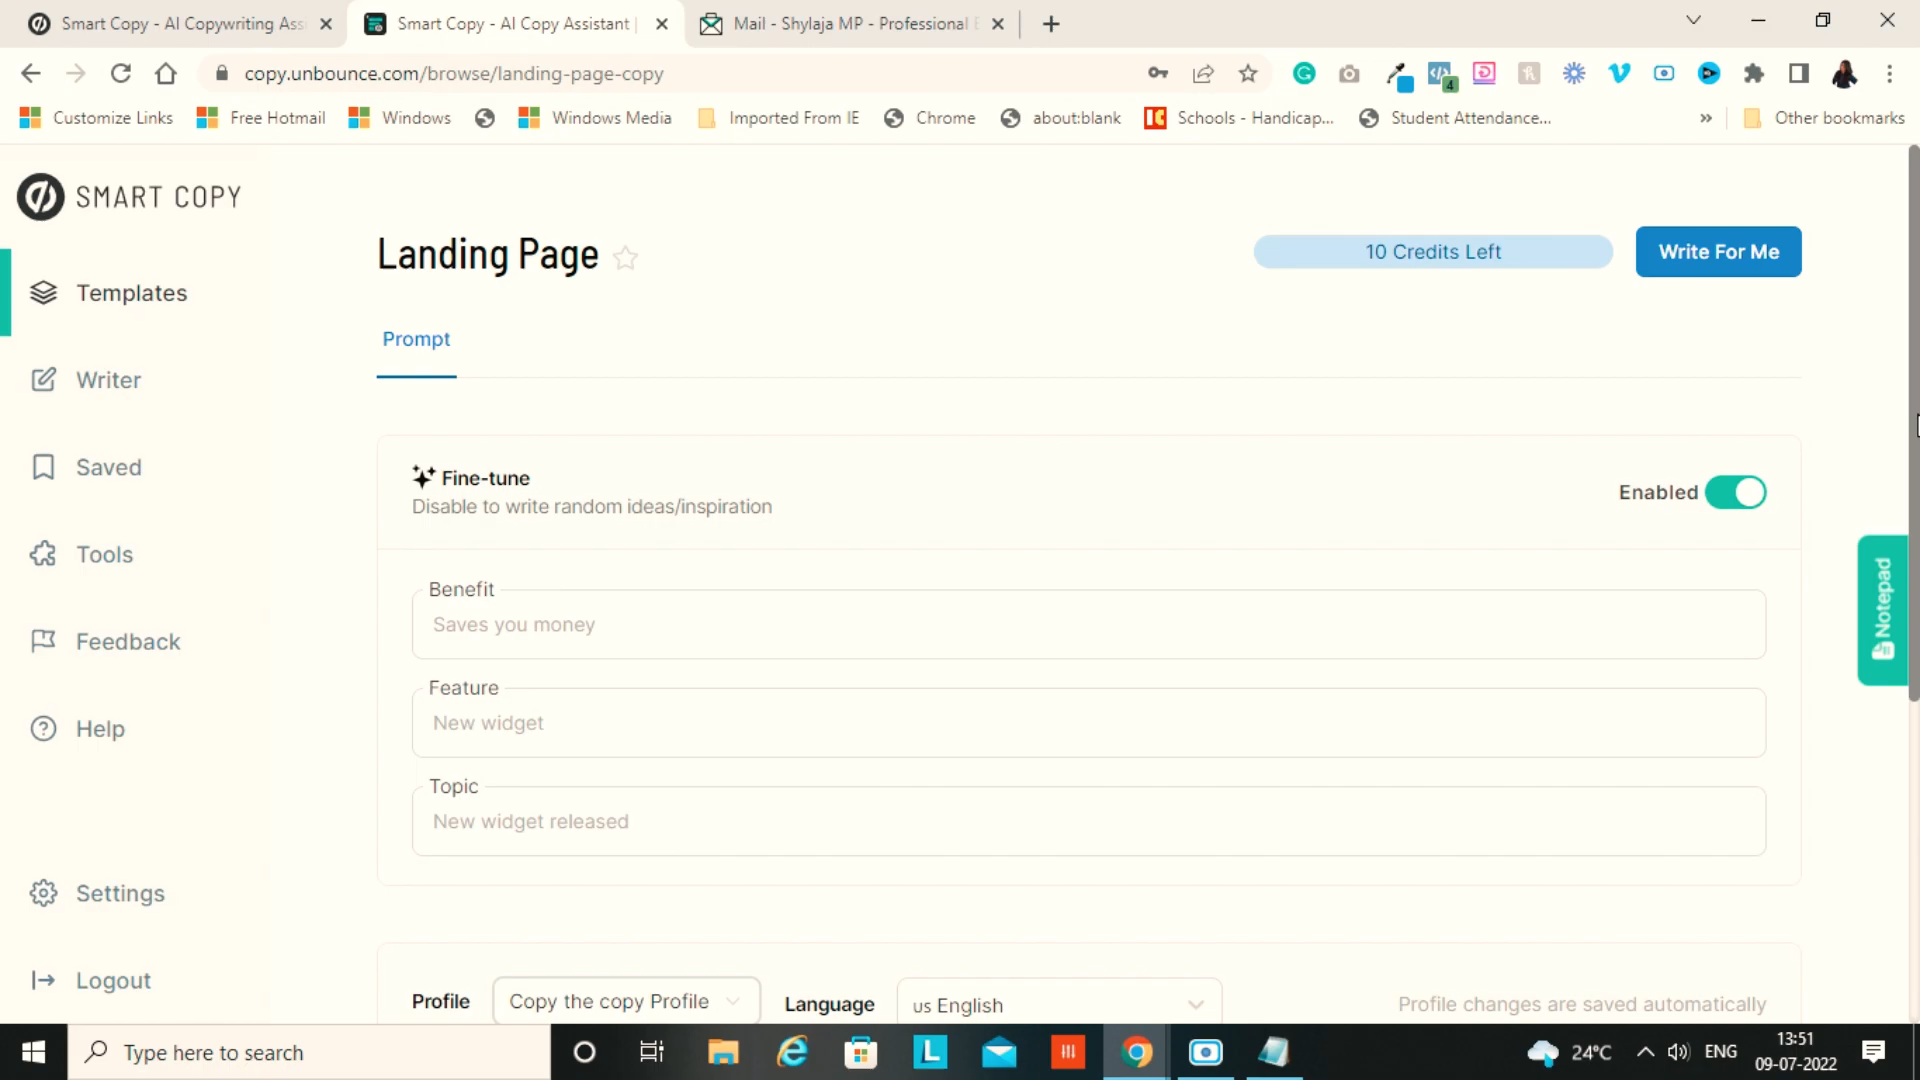 Smart Copy - AI Copywriting Ass
Smart Copy - AI Copy Assistant |
Mail - Shylaja MP - Professional E
copy.unbounce.com/browse/landing-page-copy
4
Customize Links
Free Hotmail
Windows
Windows Media
Imported From IE
Chrome
about:blank
Schools - Handicap...
Student Attendance...
Other bookmarks
SMART COPY
Landing Page
10 Credits Left
Write For Me
Templates
Prompt
Writer
Saved
Fine-tune
Disable to write random ideas/inspiration
Enabled
Tools
Benefit
Saves you money
Notepad
Feedback
Feature
New widget
Help
Topic
New widget released
Settings
Logout
Profile
Copy the copy Profile
Language
us English
Profile changes are saved automatically
Type here to search
L
24°C
ENG
13:51
09-07-2022